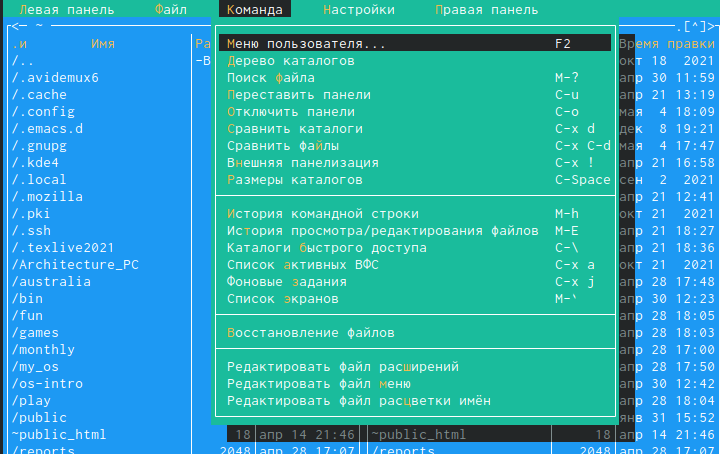 Левая панель Файл Команда Настройки Правая панель
<— ~ .[^]>
.и Имя Ра Время правки
/.. -В Меню пользователя... F2 окт 18 2021
/.avidemux6 Дерево каталогов апр 30 11:59
/.cache Поиск файла M-? апр 21 13:19
/.config Переставить панели C-u мая 4 18:09
/.emacs.d Отключить панели C-o дек 8 19:21
/.gnupg Сравнить каталоги C-x d мая 4 17:47
/.kde4 Сравнить файлы C-x C-d апр 21 16:58
/.local Внешняя панелизация C-x ! сен 2 2021
/.mozilla Размеры каталогов C-Space апр 21 12:41
/.pki История командной строки M-h окт 21 2021
/.ssh История просмотра/редактирования файлов M-E апр 21 18:27
/.texlive2021 Каталоги быстрого доступа C-\ апр 21 18:36
/Architecture_PC Список активных ВФС C-x a окт 21 2021
/australia Фоновые задания C-x j апр 28 17:48
/bin Список экранов M-` апр 30 12:23
/fun апр 28 18:05
/games Восстановление файлов апр 28 18:03
/monthly апр 28 17:00
/my_os Редактировать файл расширений апр 28 17:50
/os-intro Редактировать файл меню апр 30 12:42
/play Редактировать файл расцветки имён апр 28 18:04
/public янв 31 15:52
~public_html 18 апр 14 21:46 ~public_html 18 апр 14 21:46
/reports 2048 апр 28 17:07 /reports 2048 апр 28 17:07